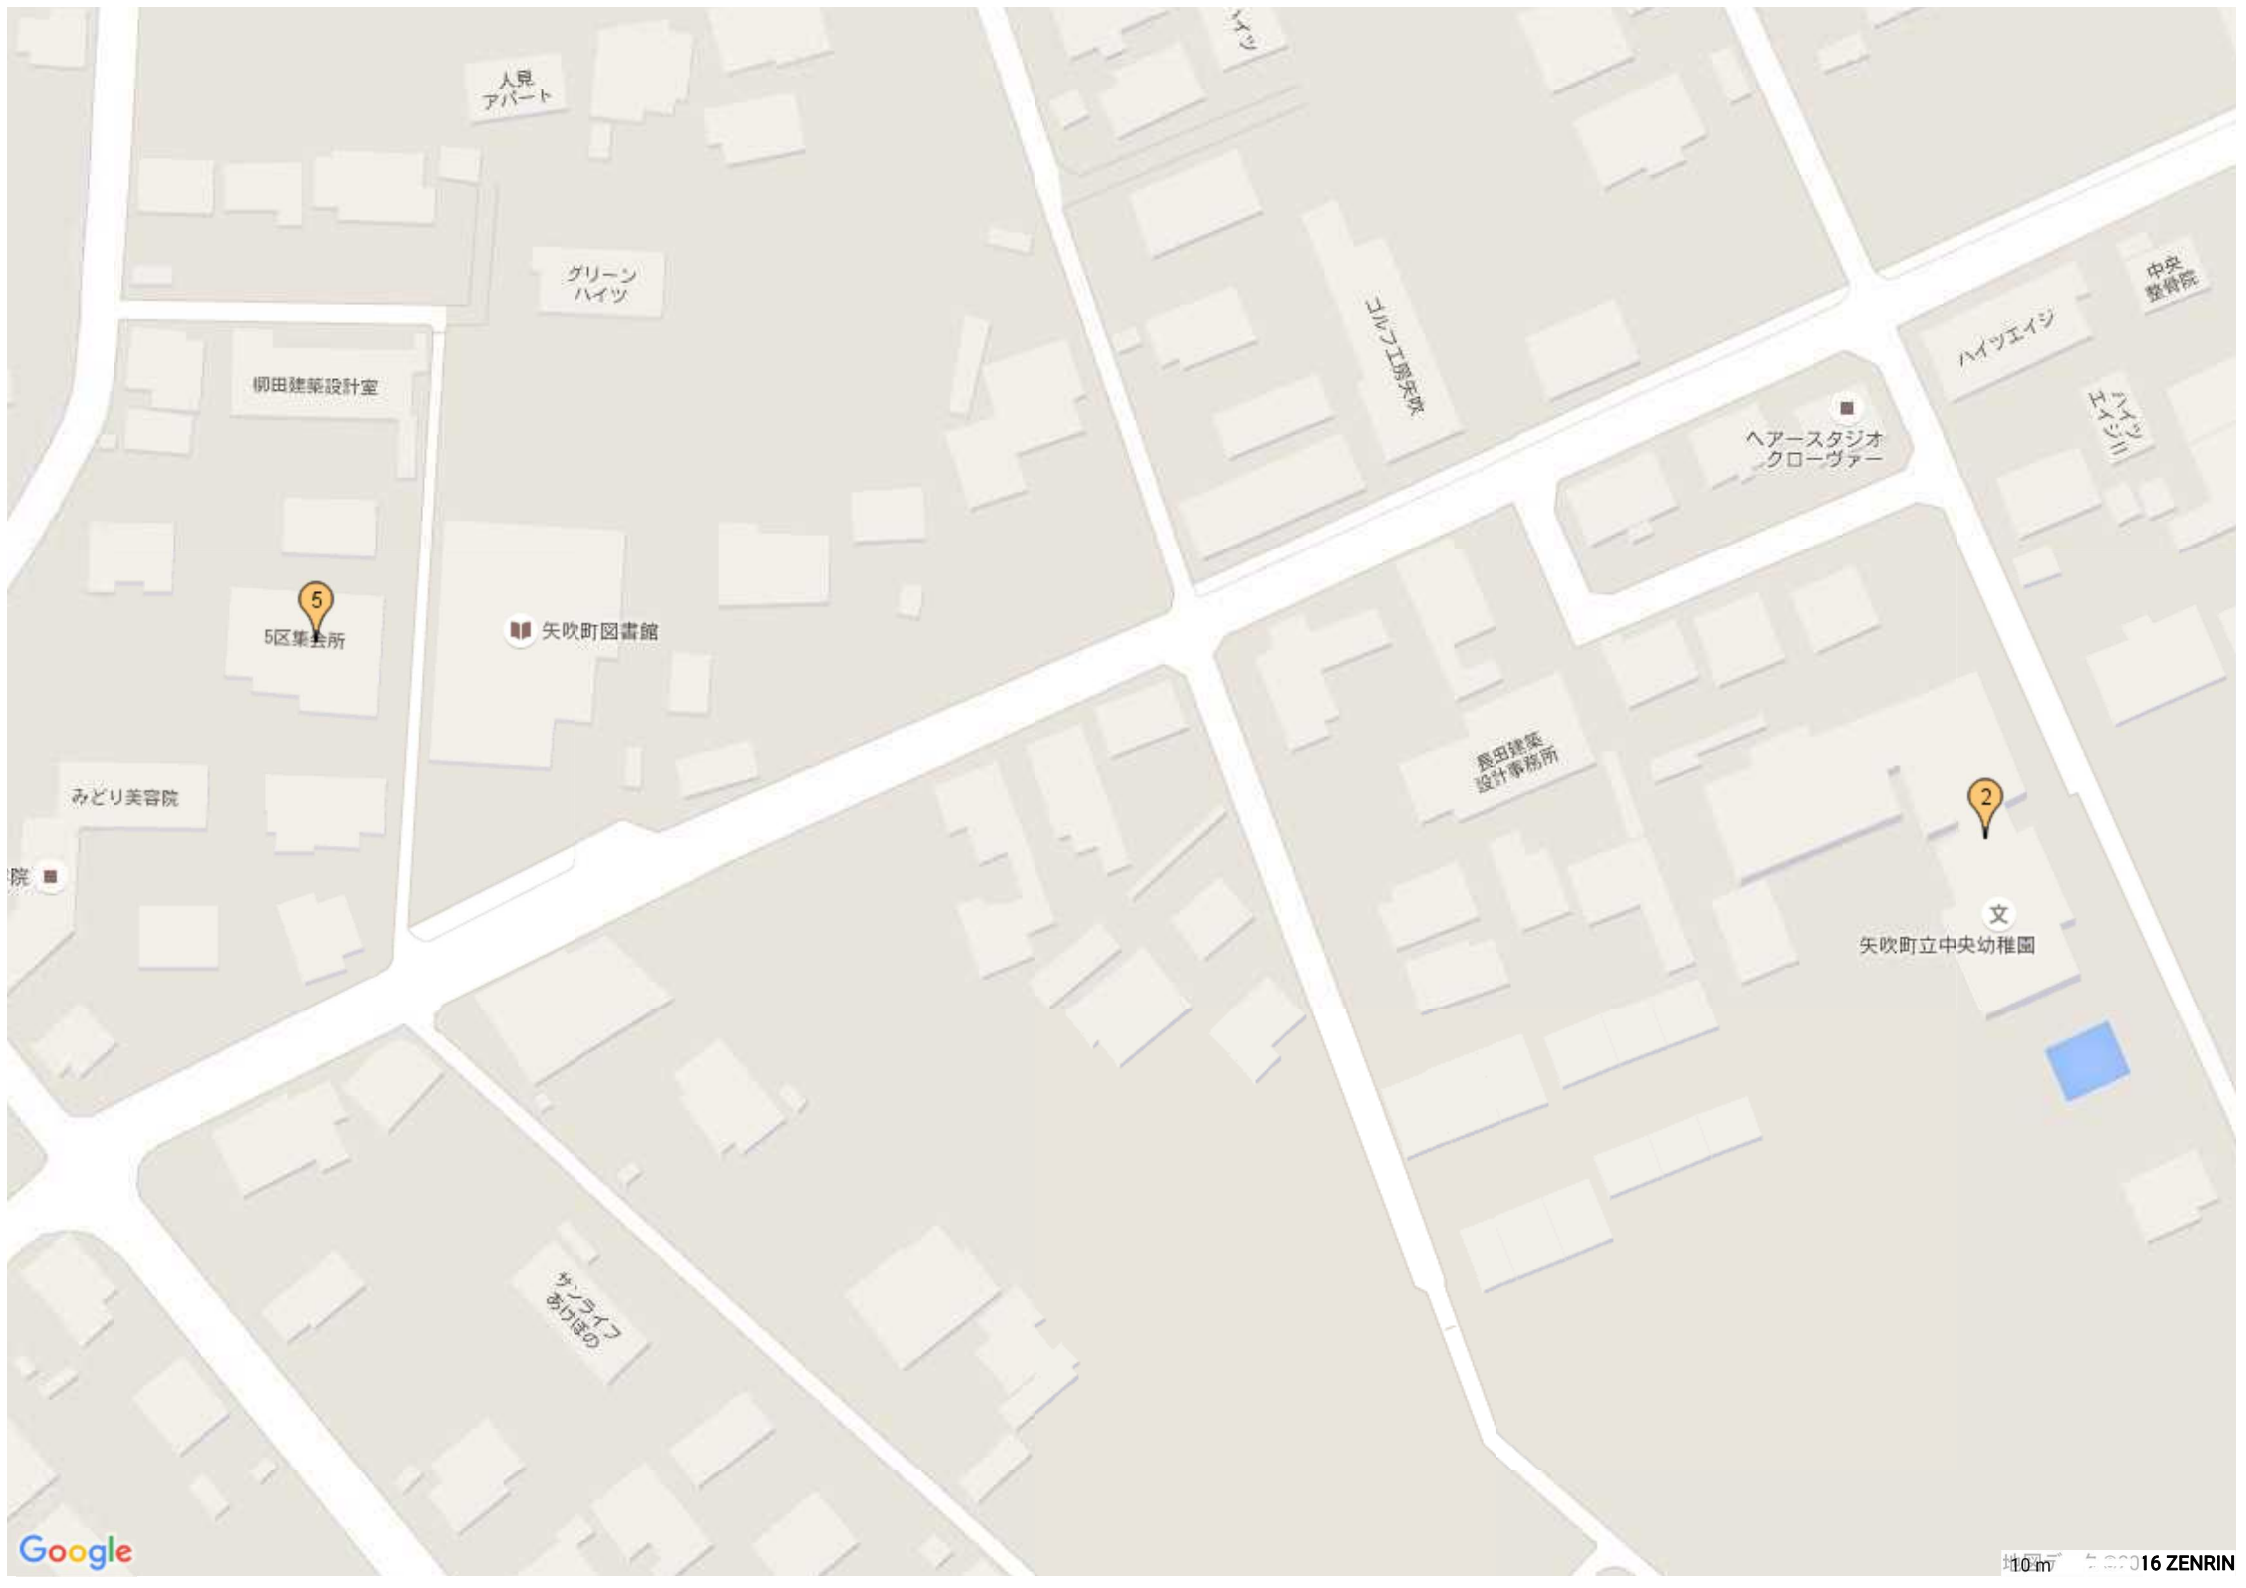 イツ
人見
アパート
中央
整骨院
グリーン
ハイツ
ゴルフ工房矢吹
ハイツエイジ
柳田建築設計室
ハイツ
エイジII
ヘアースタジオ
クローヴァー
5
5区集会所
矢吹町図書館
長田建築
設計事務所
みどり美容院
2
院
矢吹町立中央幼稚園
サンライフ
あけぼの
Google
10 m
16 ZENRIN